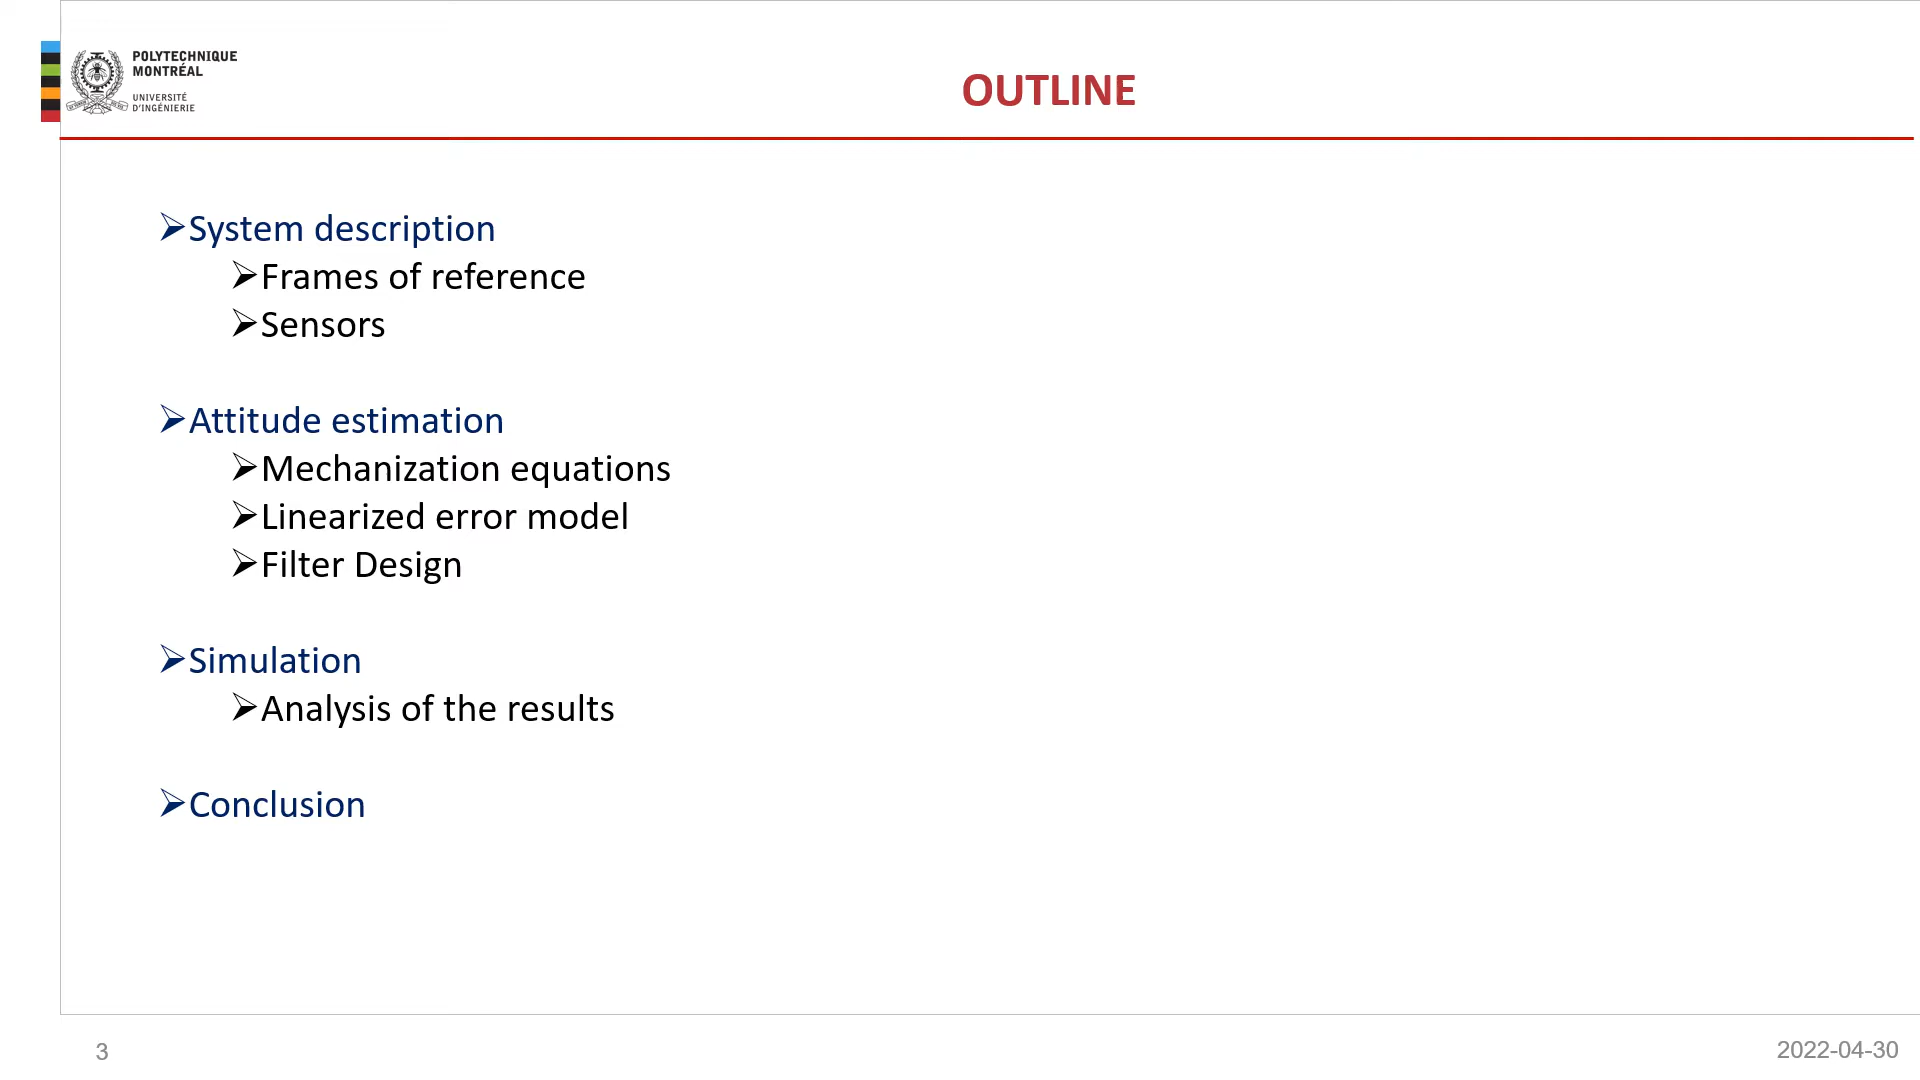 POLYTECHNIQUE
MONTRÉAL
UNIVERSITÉ
D'INGÉNIERIE
OUTLINE
➢System description
➢Frames of reference
➢Sensors
➢Attitude estimation
➢Mechanization equations
➢Linearized error model
➢Filter Design
➢Simulation
➢Analysis of the results
➢Conclusion
3
2022-04-30